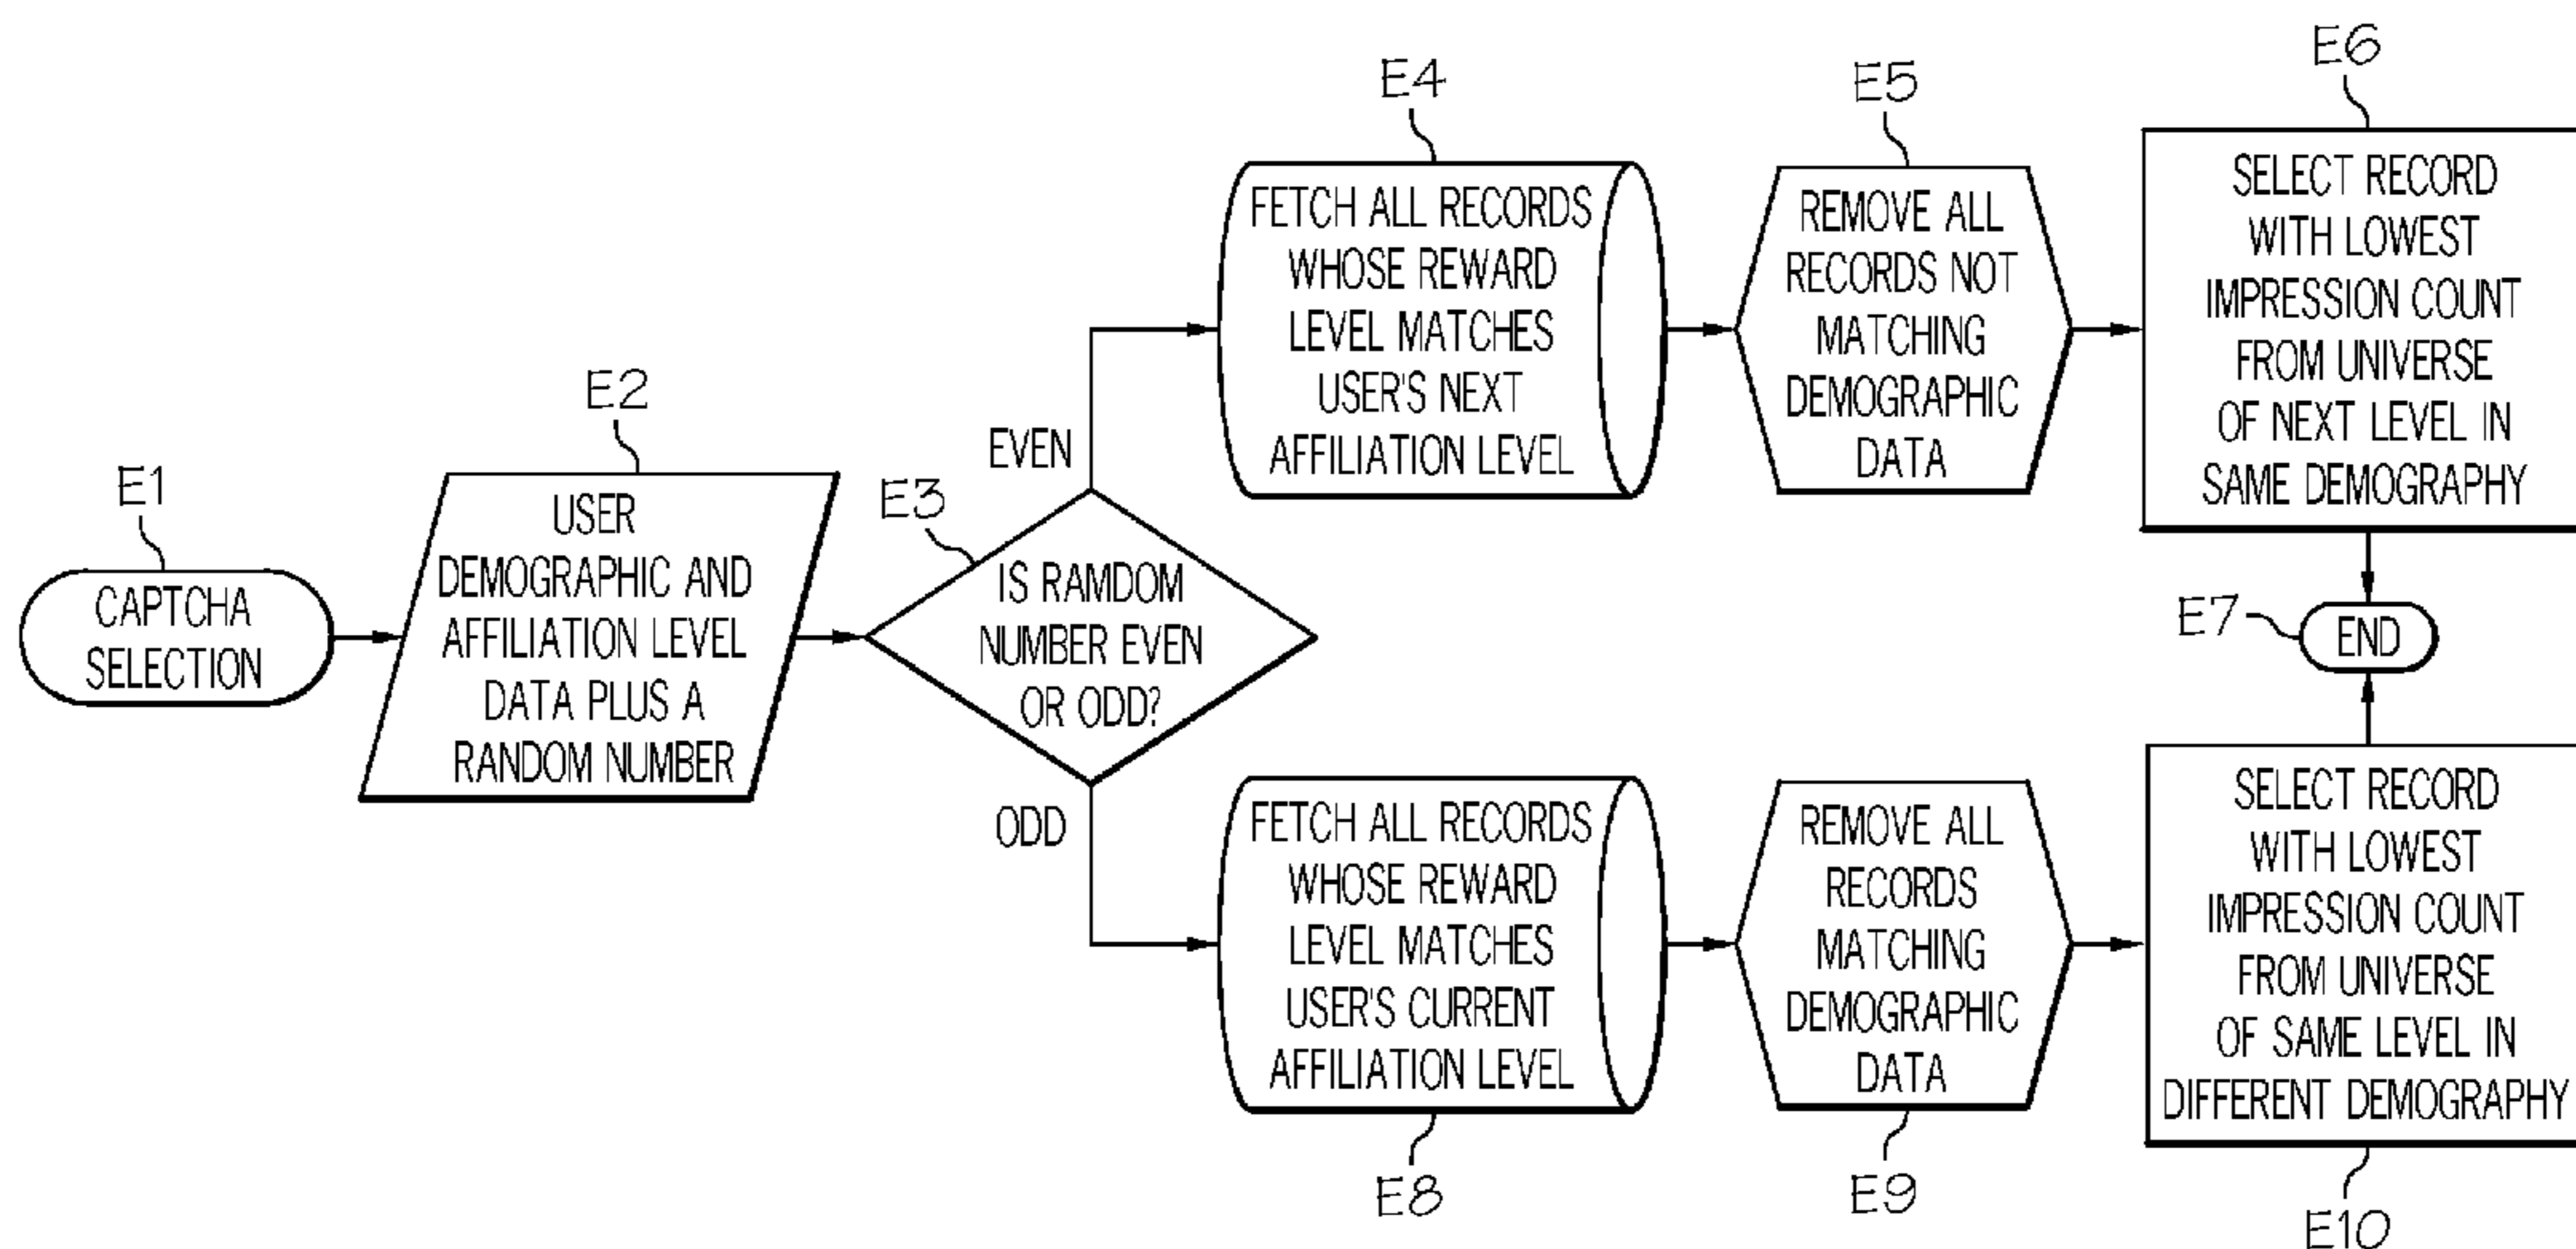 E1
CAPTCHA
SELECTION
E2
USER
DEMOGRAPHIC AND
AFFILIATION LEVEL
DATA PLUS A
RANDOM NUMBER
E3
IS RAMDOM
NUMBER EVEN
OR ODD?
EVEN
E4
FETCH ALL RECORDS
WHOSE REWARD
LEVEL MATCHES
USER'S NEXT
AFFILIATION LEVEL
E5
REMOVE ALL
RECORDS NOT
MATCHING
DEMOGRAPHIC
DATA
E6
SELECT RECORD
WITH LOWEST
IMPRESSION COUNT
FROM UNIVERSE
OF NEXT LEVEL IN
SAME DEMOGRAPHY
E7
END
ODD
FETCH ALL RECORDS
WHOSE REWARD
LEVEL MATCHES
USER'S CURRENT
AFFILIATION LEVEL
E8
REMOVE ALL
RECORDS
MATCHING
DEMOGRAPHIC
DATA
E9
SELECT RECORD
WITH LOWEST
IMPRESSION COUNT
FROM UNIVERSE
OF SAME LEVEL IN
DIFFERENT DEMOGRAPHY
E10